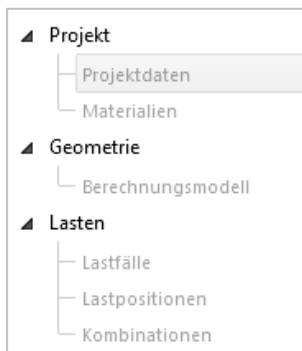 Projekt
Projektdaten
Materialien
Geometrie
Berechnungsmodell
Lasten
Lastfälle
Lastpositionen
Kombinationen